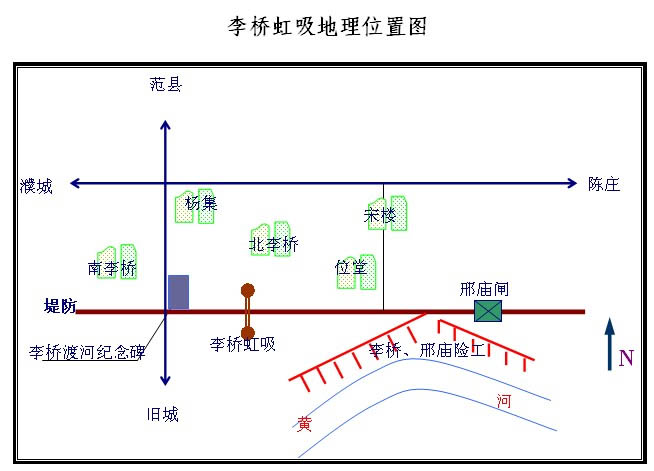 李桥虹吸地理位置图
范县
濮城
陈庄
杨集
宋楼
北李桥
南李桥
位堂
邢庙闸
堤防
李桥渡河纪念碑
李桥虹吸
李桥、邢庙险工
N
旧城
黄
河